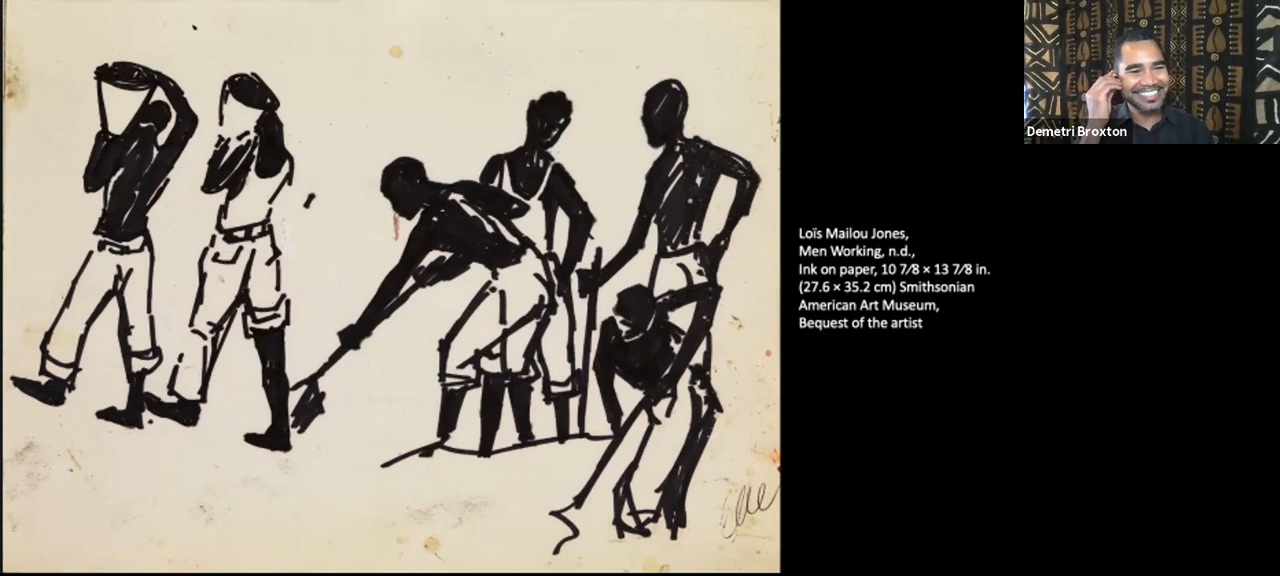 Demetri Broxton
Loïs Mailou Jones,
Men Working, n.d.,
Ink on paper, 10 7⁄8 × 13 7⁄8 in.
(27.6 × 35.2 cm) Smithsonian
American Art Museum,
Bequest of the artist